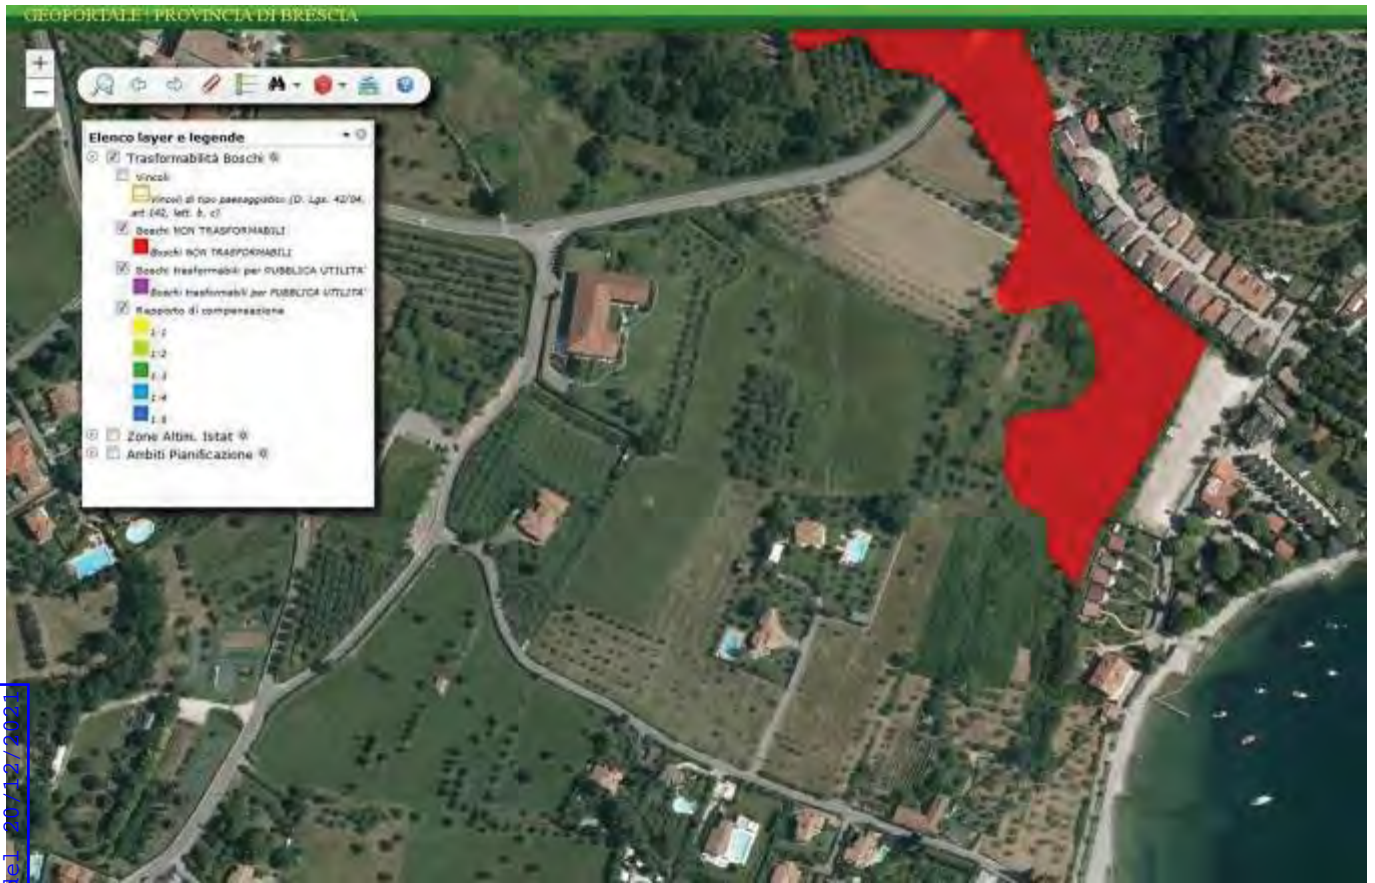 GEOPORTALE | PROVINCIA DI BRESCIA
+
−
Elenco layer e legende
Trasformabilità Boschi
Vincoli
Vincoli di tipo paesaggistico (D. Lgs. 42/04,
art 142, lett. b, c)
Boschi NON TRASFORMABILI
Boschi NON TRASFORMABILI
Boschi trasformabili per PUBBLICA UTILITA'
Boschi trasformabili per PUBBLICA UTILITA'
Rapporto di compensazione
1:1
1:2
1:3
1:4
1:5
Zone Altim. Istat
Ambiti Pianificazione
del 20/12/2021